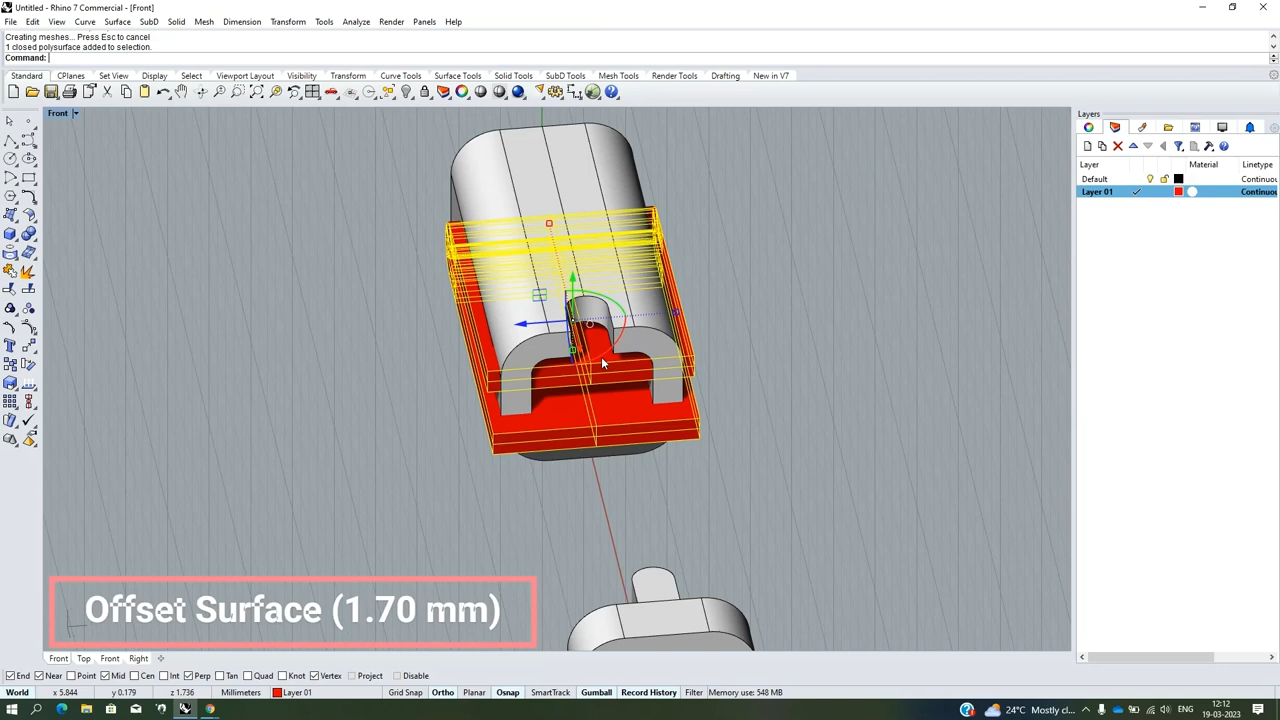 Untitled - Rhino 7 Commercial - [Front]
File Edit View Curve Surface SubD Solid Mesh Dimension Transform Tools Analyze Render Panels Help
Creating meshes... Press Esc to cancel
1 closed polysurface added to selection.
Command:
Standard CPlanes Set View Display Select Viewport Layout Visibility Transform Curve Tools Surface Tools Solid Tools SubD Tools Mesh Tools Render Tools Drafting New in V7
Front
Layers
Layer Material Linetype
Default Continuou
Layer 01 Continuou
Offset Surface (1.70 mm)
Front Top Front Right
End Near Point Mid Cen Int Perp Tan Quad Knot Vertex Project Disable
World x 5.844 y 0.179 z 1.736 Millimeters Layer 01 Grid Snap Ortho Planar Osnap SmartTrack Gumball Record History Filter Memory use: 548 MB
24°C Mostly cl... ENG 12:12
19-03-2023